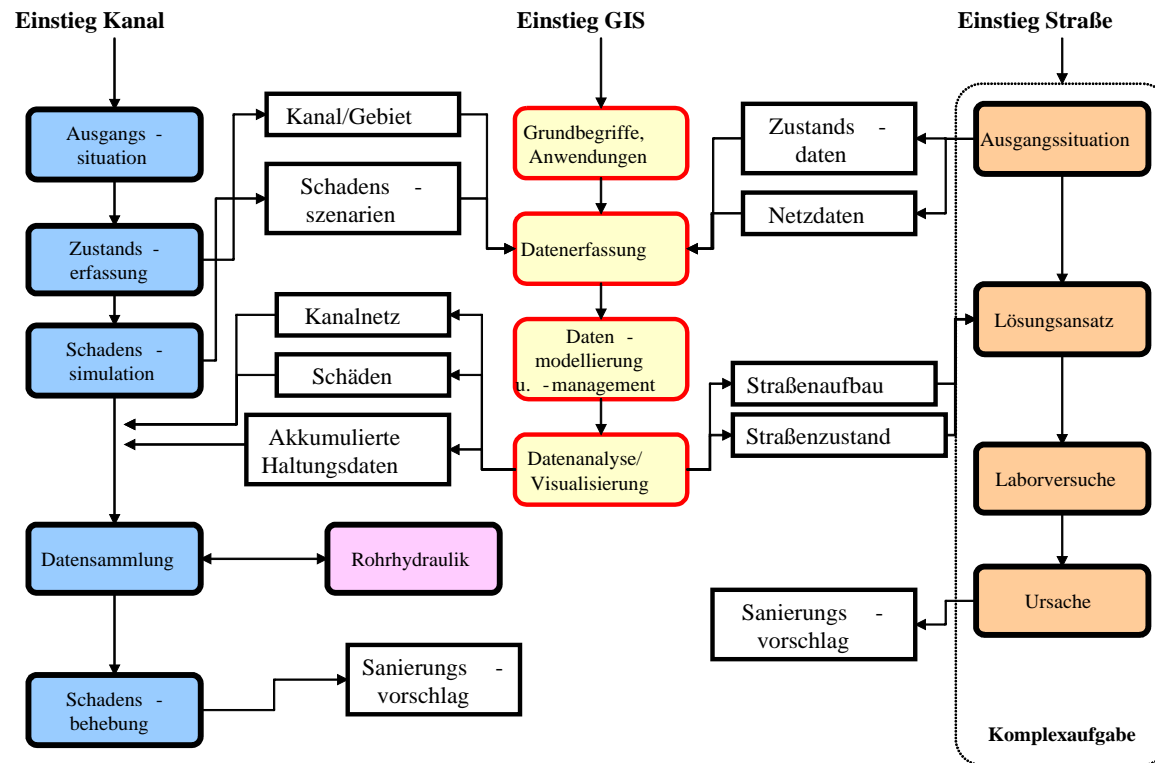 Einstieg Kanal
Einstieg GIS
Einstieg Straße
Ausgangs -
situation
Zustands -
erfassung
Schadens -
simulation
Datensammlung
Schadens -
behebung
Kanal/Gebiet
Schadens -
szenarien
Kanalnetz
Schäden
Akkumulierte
Haltungsdaten
Rohrhydraulik
Sanierungs -
vorschlag
Grundbegriffe,
Anwendungen
Datenerfassung
Daten -
modellierung
u. -management
Datenanalyse/
Visualisierung
Zustands -
daten
Netzdaten
Straßenaufbau
Straßenzustand
Sanierungs -
vorschlag
Ausgangssituation
Lösungsansatz
Laborversuche
Ursache
Komplexaufgabe